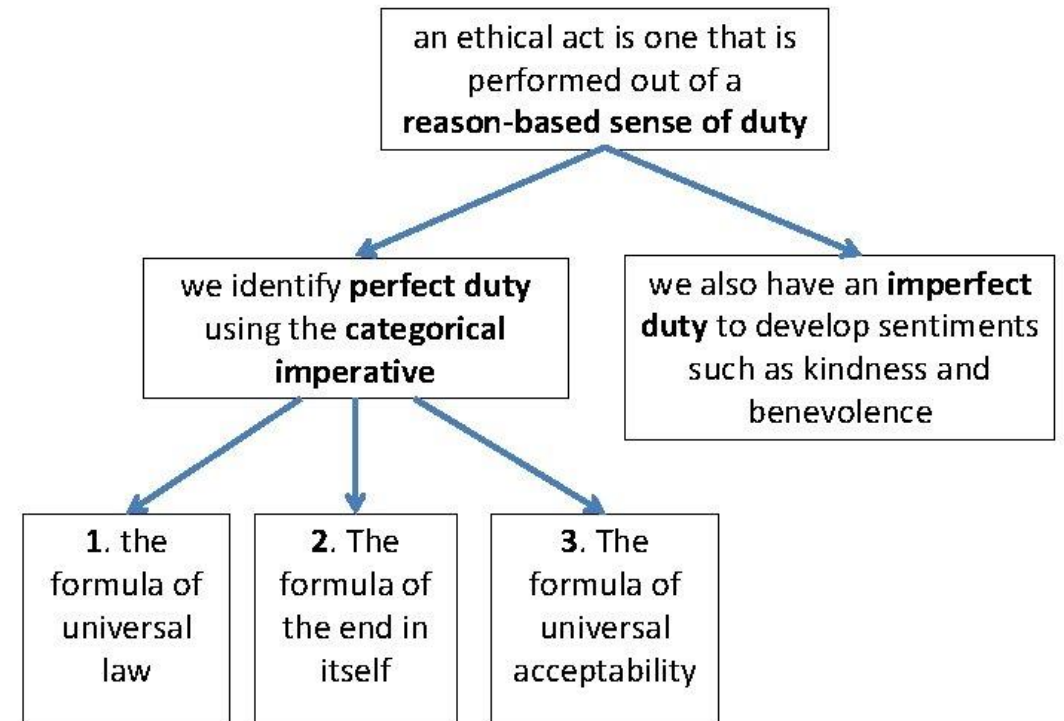 an ethical act is one that is
performed out of a
reason-based sense of duty
we identify perfect duty
using the categorical
imperative
we also have an imperfect
duty to develop sentiments
such as kindness and
benevolence
1. the
formula of
universal
law
2. The
formula of
the end in
itself
3. The
formula of
universal
acceptability